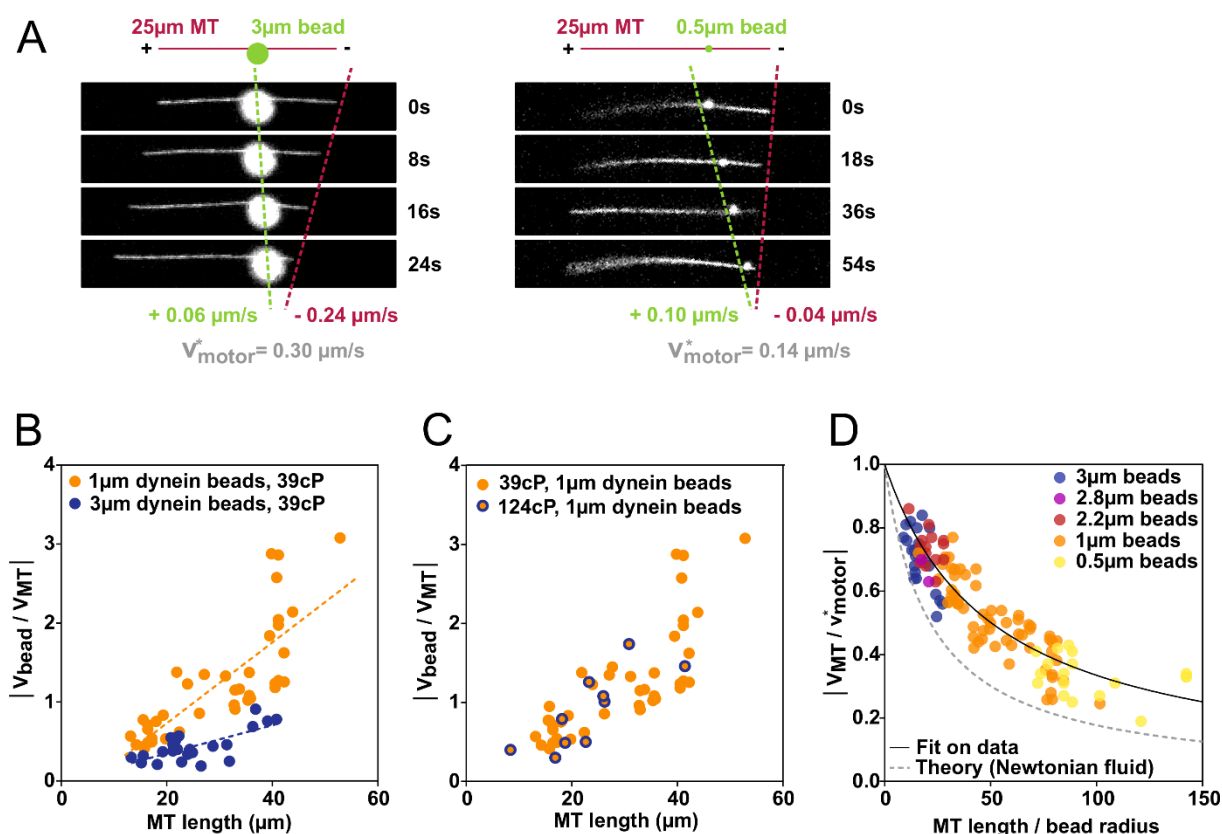 A
25µm MT 3µm bead
+ -
0s
8s
16s
24s
+ 0.06 µm/s - 0.24 µm/s
v*motor = 0.30 µm/s
25µm MT 0.5µm bead
+ -
0s
18s
36s
54s
+ 0.10 µm/s - 0.04 µm/s
v*motor = 0.14 µm/s
B
|vbead / vMT|
4
3
2
1
0
1µm dynein beads, 39cP
3µm dynein beads, 39cP
0 20 40 60
MT length (µm)
C
|vbead / vMT|
4
3
2
1
0
39cP, 1µm dynein beads
124cP, 1µm dynein beads
0 20 40 60
MT length (µm)
D
|vMT / v*motor|
1.0
0.8
0.6
0.4
0.2
0
3µm beads
2.8µm beads
2.2µm beads
1µm beads
0.5µm beads
Fit on data
Theory (Newtonian fluid)
0 50 100 150
MT length / bead radius